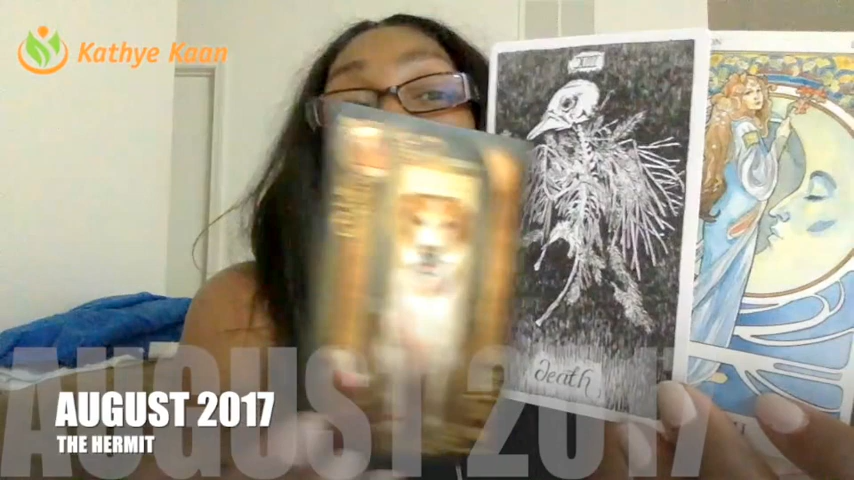 Kathye Kaan
XIII
death
AUGUST 2017
AUGUST 2017
THE HERMIT